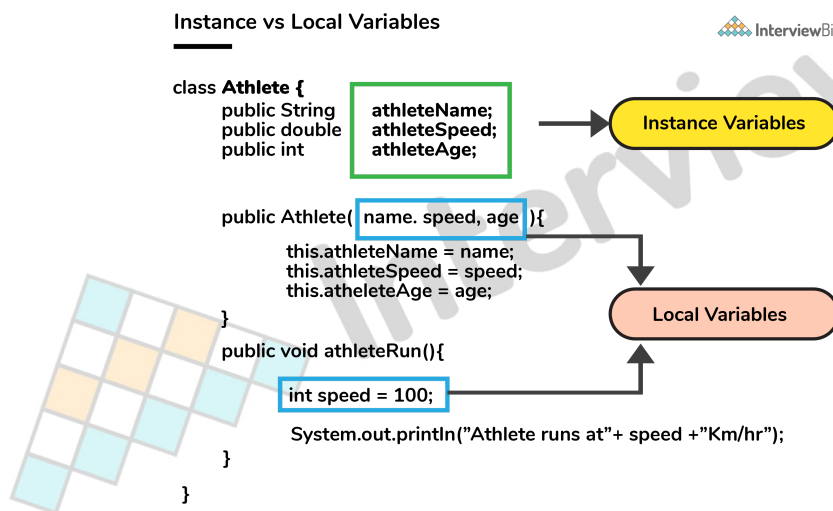 Instance vs Local Variables
InterviewBi
class Athlete {
public String athleteName;
public double athleteSpeed;
public int athleteAge;
Instance Variables
public Athlete( name. speed, age ){
this.athleteName = name;
this.athleteSpeed = speed;
this.atheleteAge = age;
}
Local Variables
public void athleteRun(){
int speed = 100;
System.out.println("Athlete runs at"+ speed +"Km/hr");
}
}
Interview